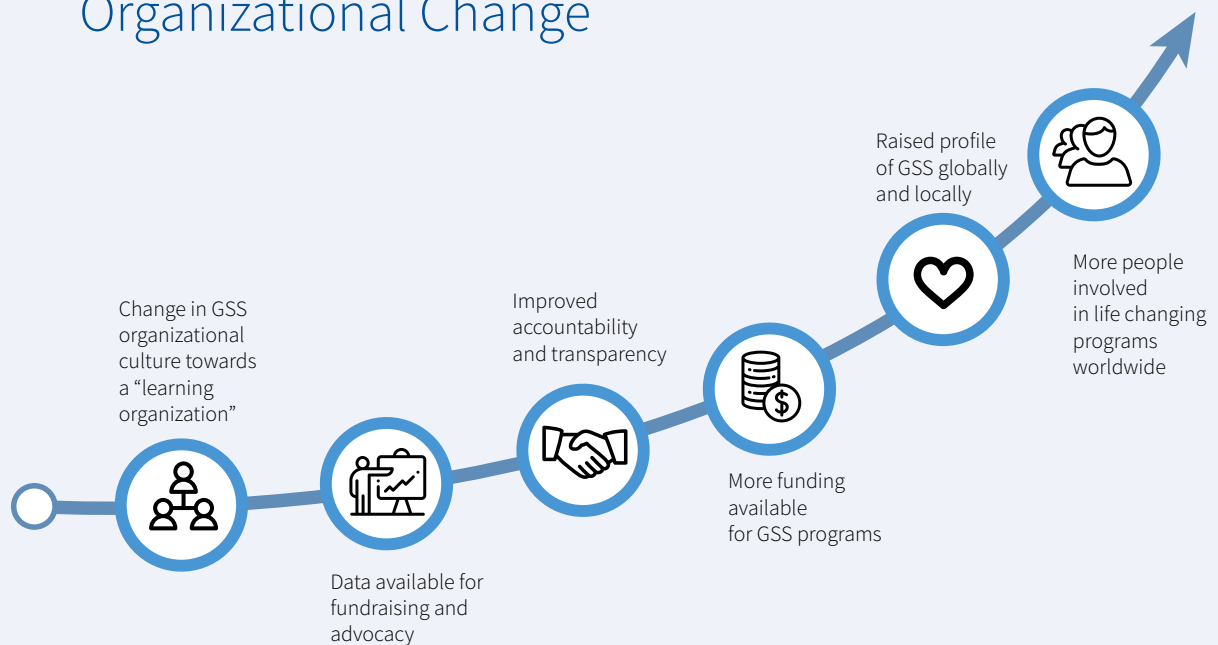 Organizational Change
Change in GSS
organizational
culture towards
a “learning
organization”
Data available for
fundraising and
advocacy
Improved
accountability
and transparency
$
More funding
available
for GSS programs
Raised profile
of GSS globally
and locally
More people
involved
in life changing
programs
worldwide